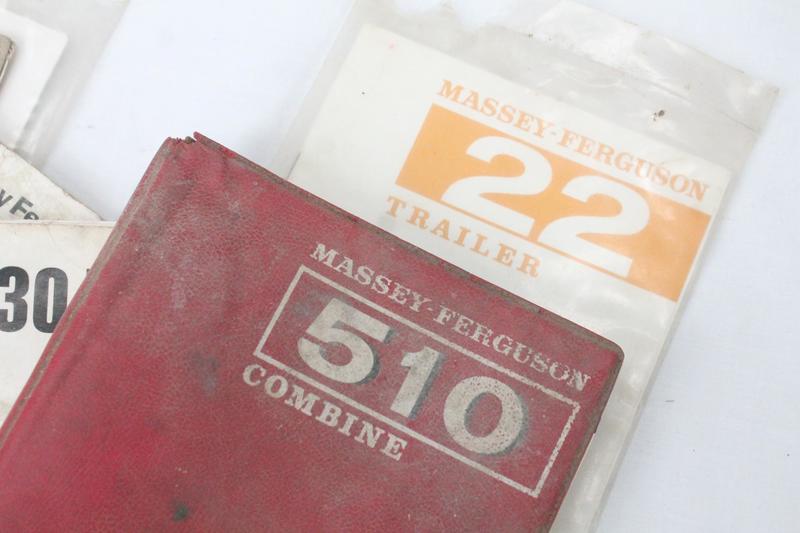 MASSEY-FERGUSON
22
TRAILER
MASSEY-FERGUSON
510
COMBINE
30